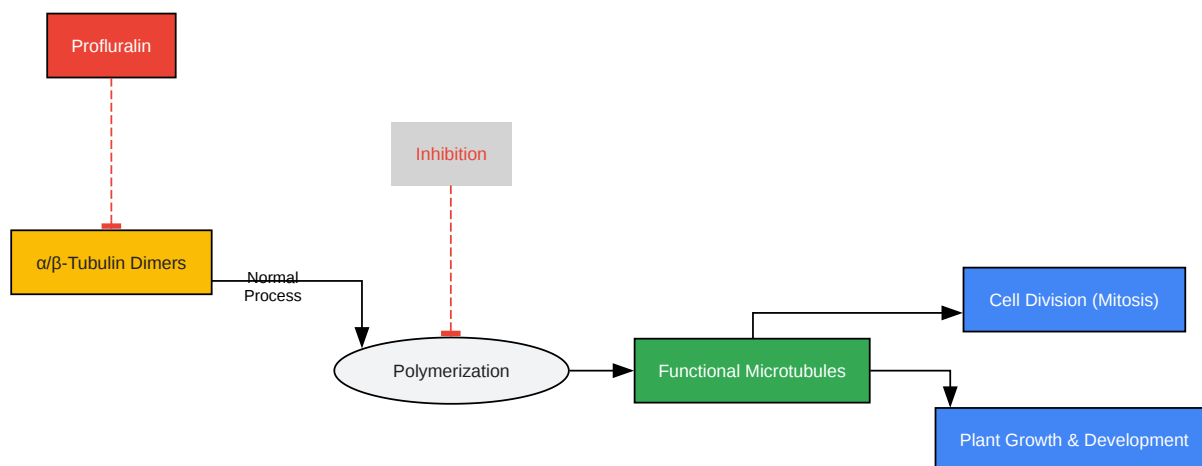 Profluralin
Inhibition
α/β-Tubulin Dimers
Normal
Process
Cell Division (Mitosis)
Polymerization
Functional Microtubules
Plant Growth & Development